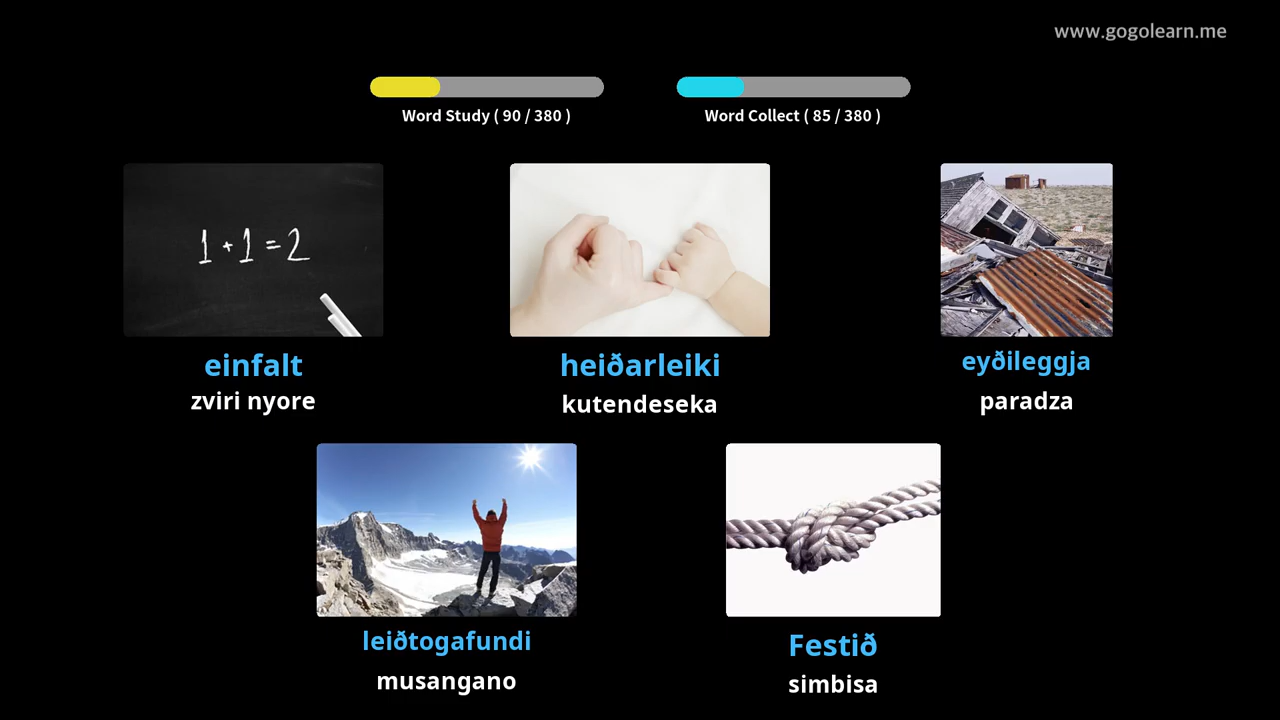 www.gogolearn.me
Word Study ( 90 / 380 )
Word Collect ( 85 / 380 )
1 + 1 = 2
einfalt
zviri nyore
heiðarleiki
kutendeseka
eyðileggja
paradza
leiðtogafundi
musangano
Festið
simbisa